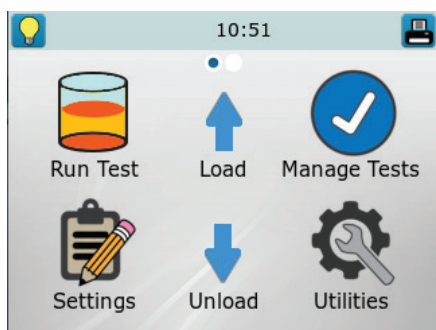 10:51
Run Test
Load
Manage Tests
Settings
Unload
Utilities